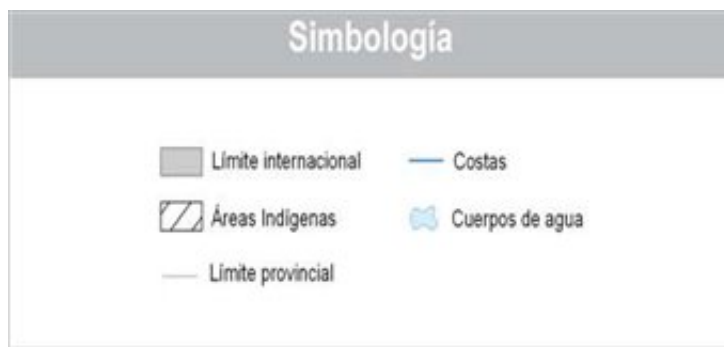 Simbología
Límite internacional
Costas
Áreas Indígenas
Cuerpos de agua
Límite provincial